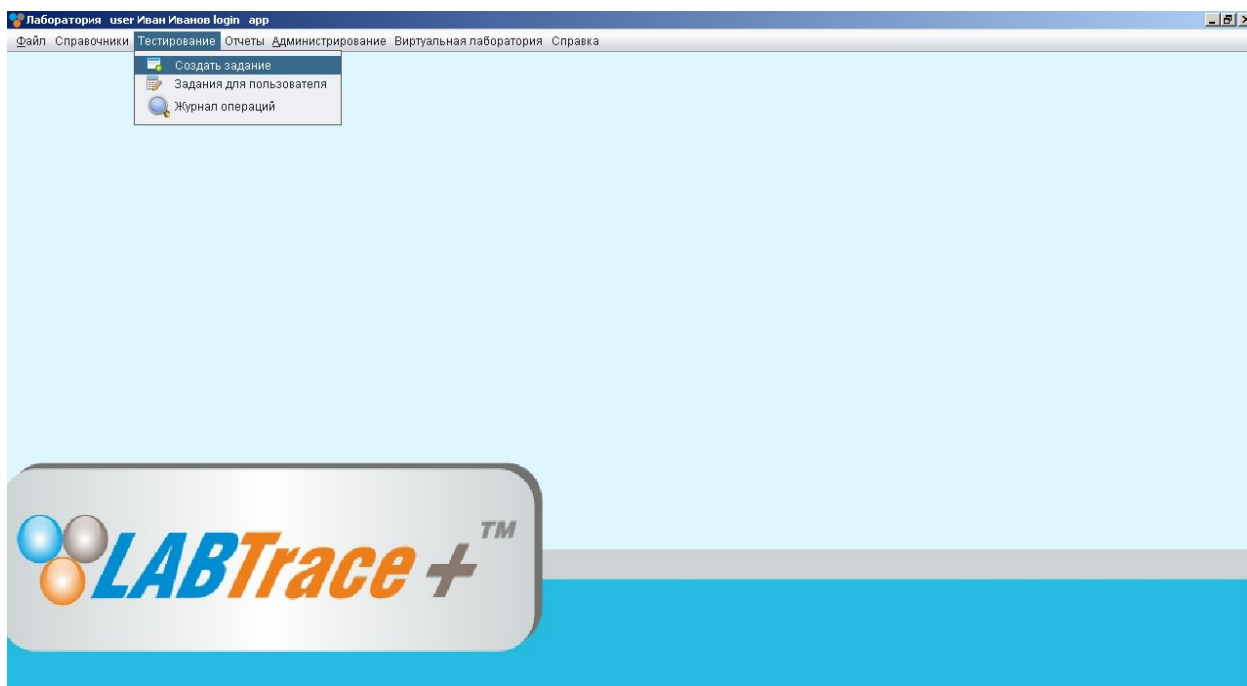 Лаборатория user Иван Иванов login app
Файл Справочники Тестирование Отчеты Администрирование Виртуальная лаборатория Справка
Создать задание
Задания для пользователя
Журнал операций
LABTrace+™